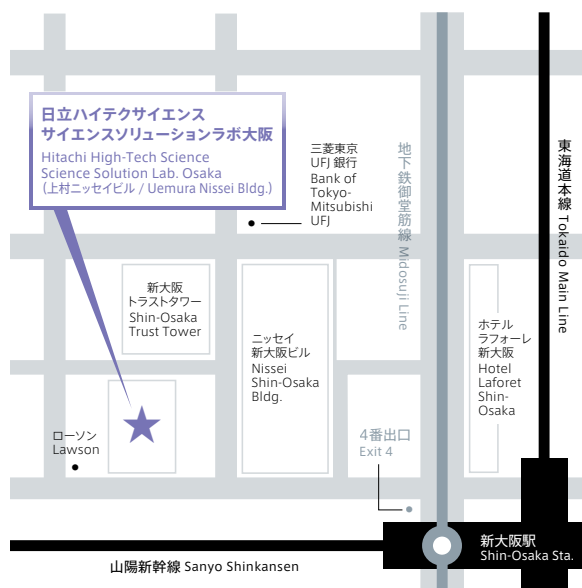 日立ハイテクサイエンス
サイエンスソリューションラボ大阪
Hitachi High-Tech Science
Science Solution Lab. Osaka
(上村ニッセイビル / Uemura Nissei Bldg.)
三菱東京
UFJ 銀行
Bank of
Tokyo-
Mitsubishi
UFJ
地下鉄御堂筋線 Midosuji Line
東海道本線 Tokaido Main Line
新大阪
トラストタワー
Shin-Osaka
Trust Tower
ニッセイ
新大阪ビル
Nissei
Shin-Osaka
Bldg.
ホテル
ラフォーレ
新大阪
Hotel
Laforet
Shin-
Osaka
ローソン
Lawson
4番出口
Exit 4
新大阪駅
Shin-Osaka Sta.
山陽新幹線 Sanyo Shinkansen